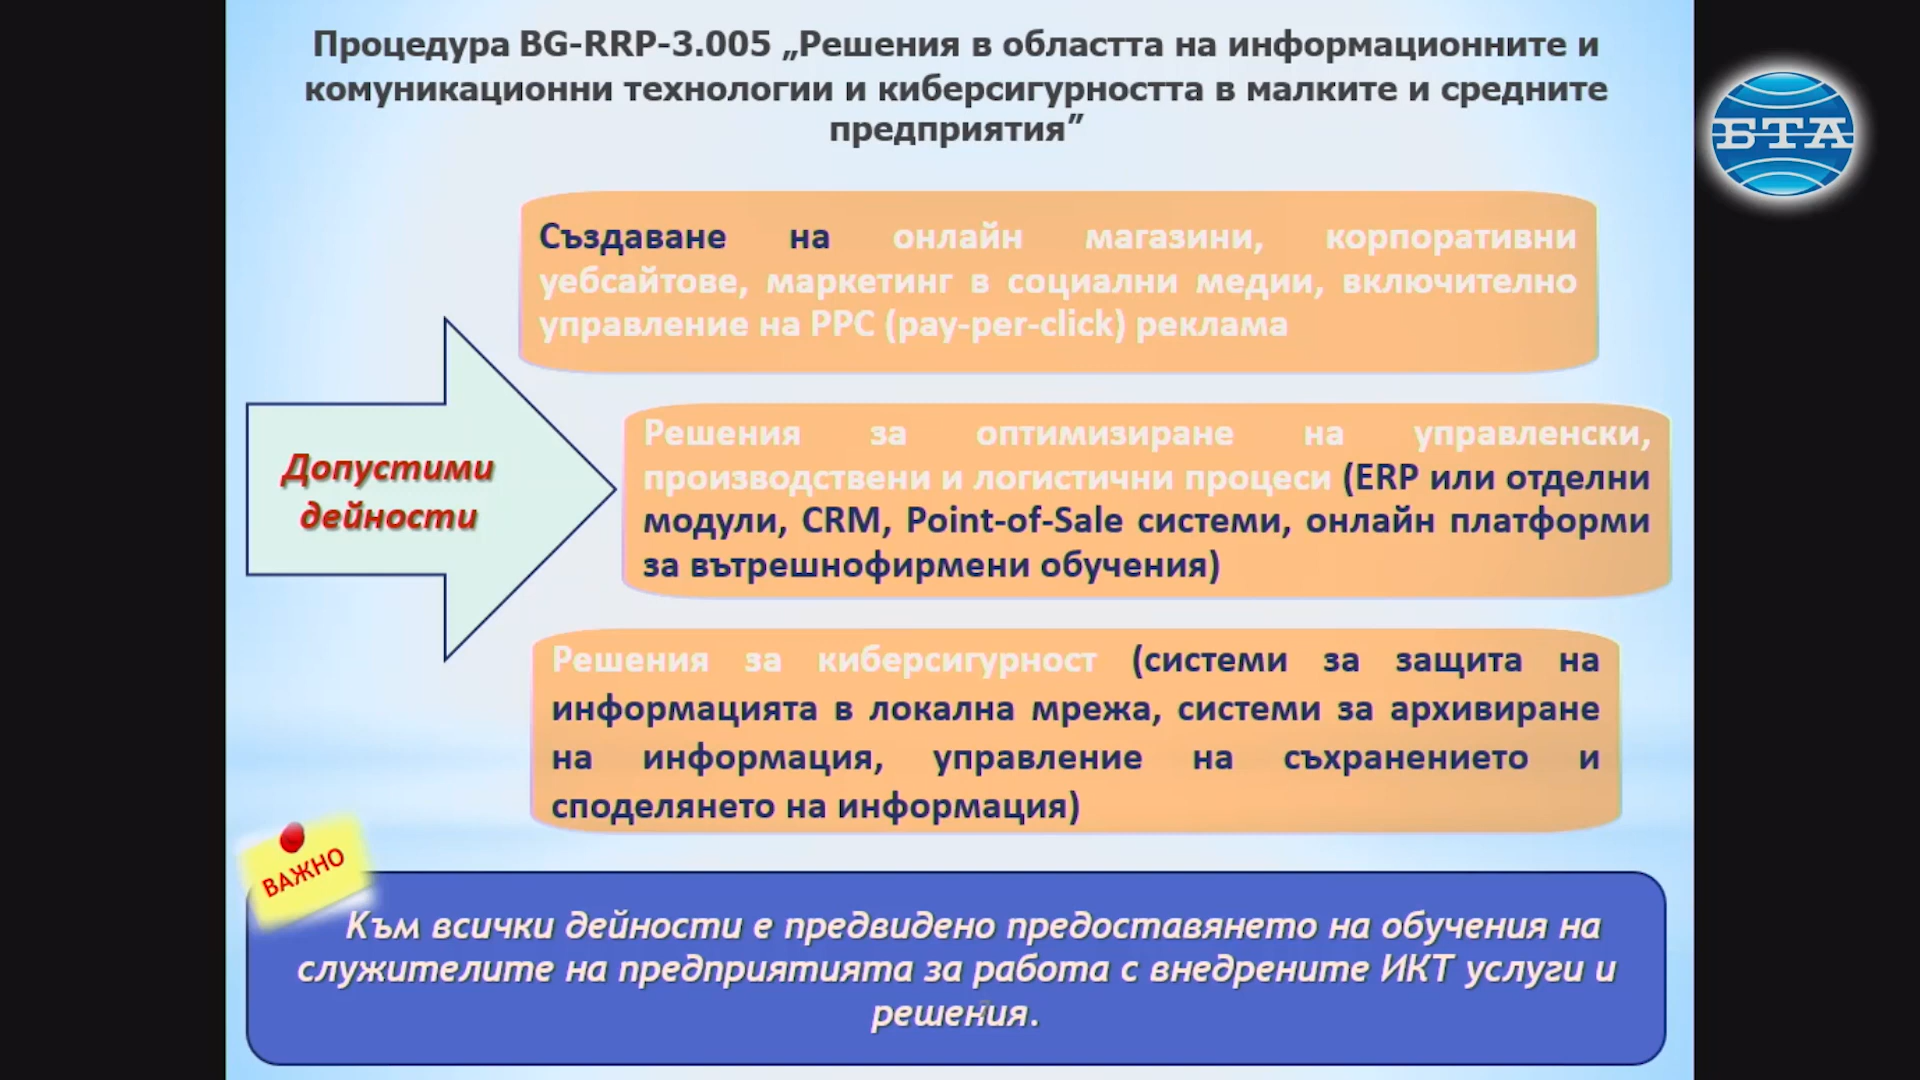 Процедура BG-RRP-3.005 „Решения в областта на информационните и
комуникационни технологии и киберсигурността в малките и средните
предприятия”
БТА
Създаване на онлайн магазини, корпоративни
уебсайтове, маркетинг в социални медии, включително
управление на PPC (pay-per-click) реклама
Допустими
дейности
Решения за оптимизиране на управленски,
производствени и логистични процеси (ERP или отделни
модули, CRM, Point-of-Sale системи, онлайн платформи
за вътрешнофирмени обучения)
Решения за киберсигурност (системи за защита на
информацията в локална мрежа, системи за архивиране
на информация, управление на съхранението и
споделянето на информация)
ВАЖНО
Към всички дейности е предвидено предоставянето на обучения на
служителите на предприятията за работа с внедрените ИКТ услуги и
решения.